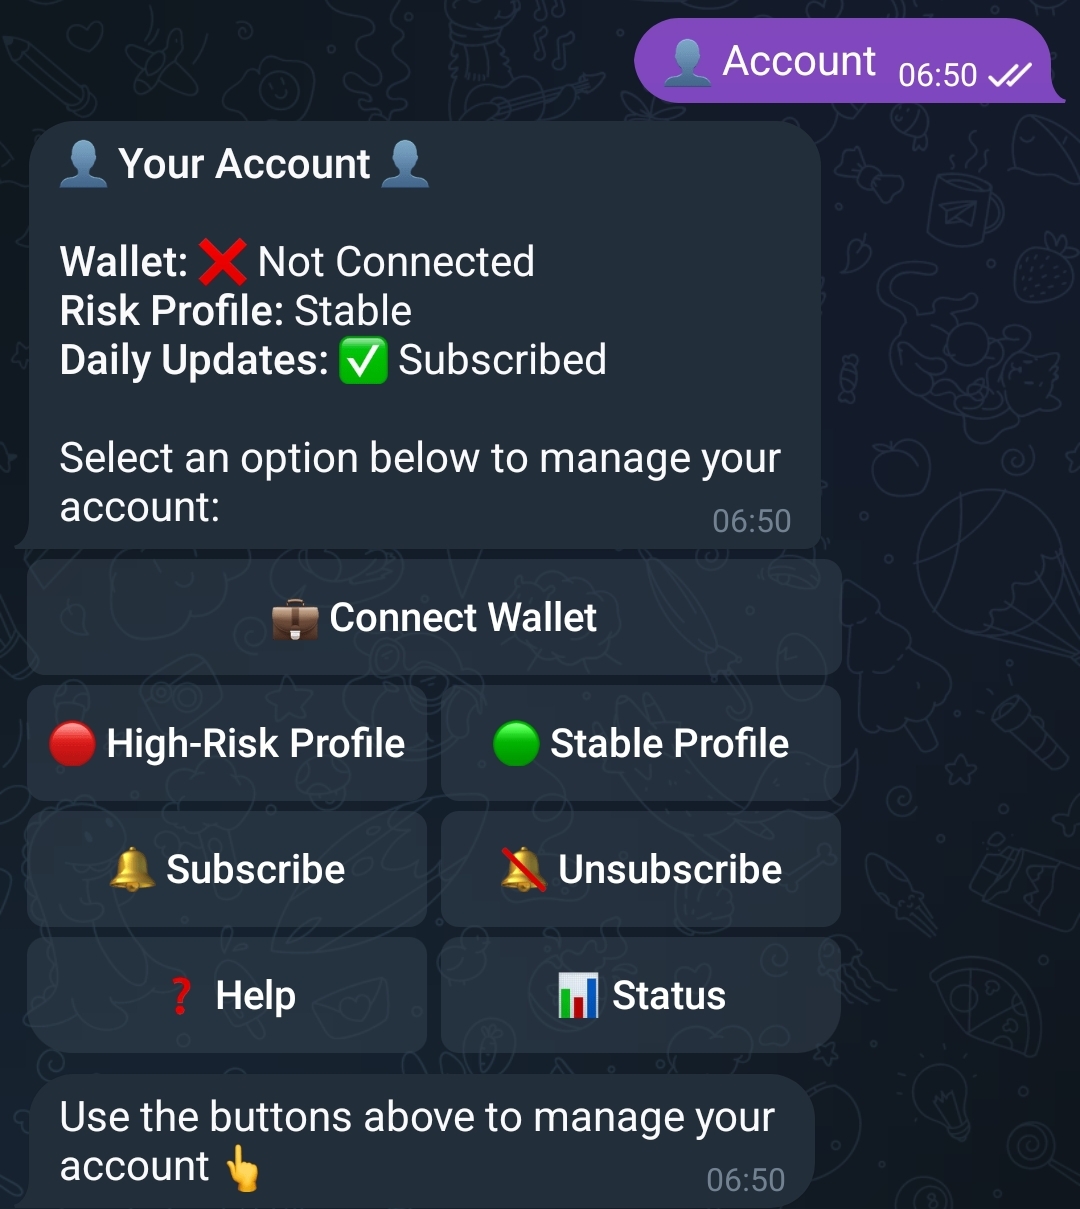 👤 Account 06:50
👤 Your Account 👤
Wallet: ❌ Not Connected
Risk Profile: Stable
Daily Updates: ✅ Subscribed
Select an option below to manage your
account:
06:50
💼 Connect Wallet
🔴 High-Risk Profile
🟢 Stable Profile
🔔 Subscribe
🔕 Unsubscribe
❓ Help
📊 Status
Use the buttons above to manage your
account 👆
06:50